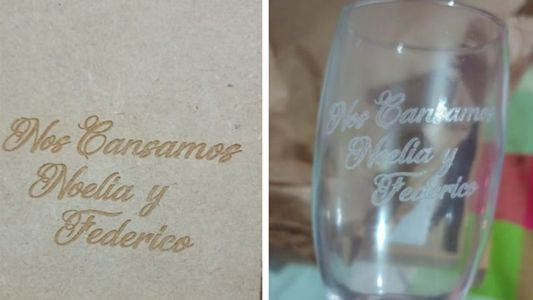 Nos Cansamos
Noelia y
Federico
Nos Cansamos
Noelia y
Federico